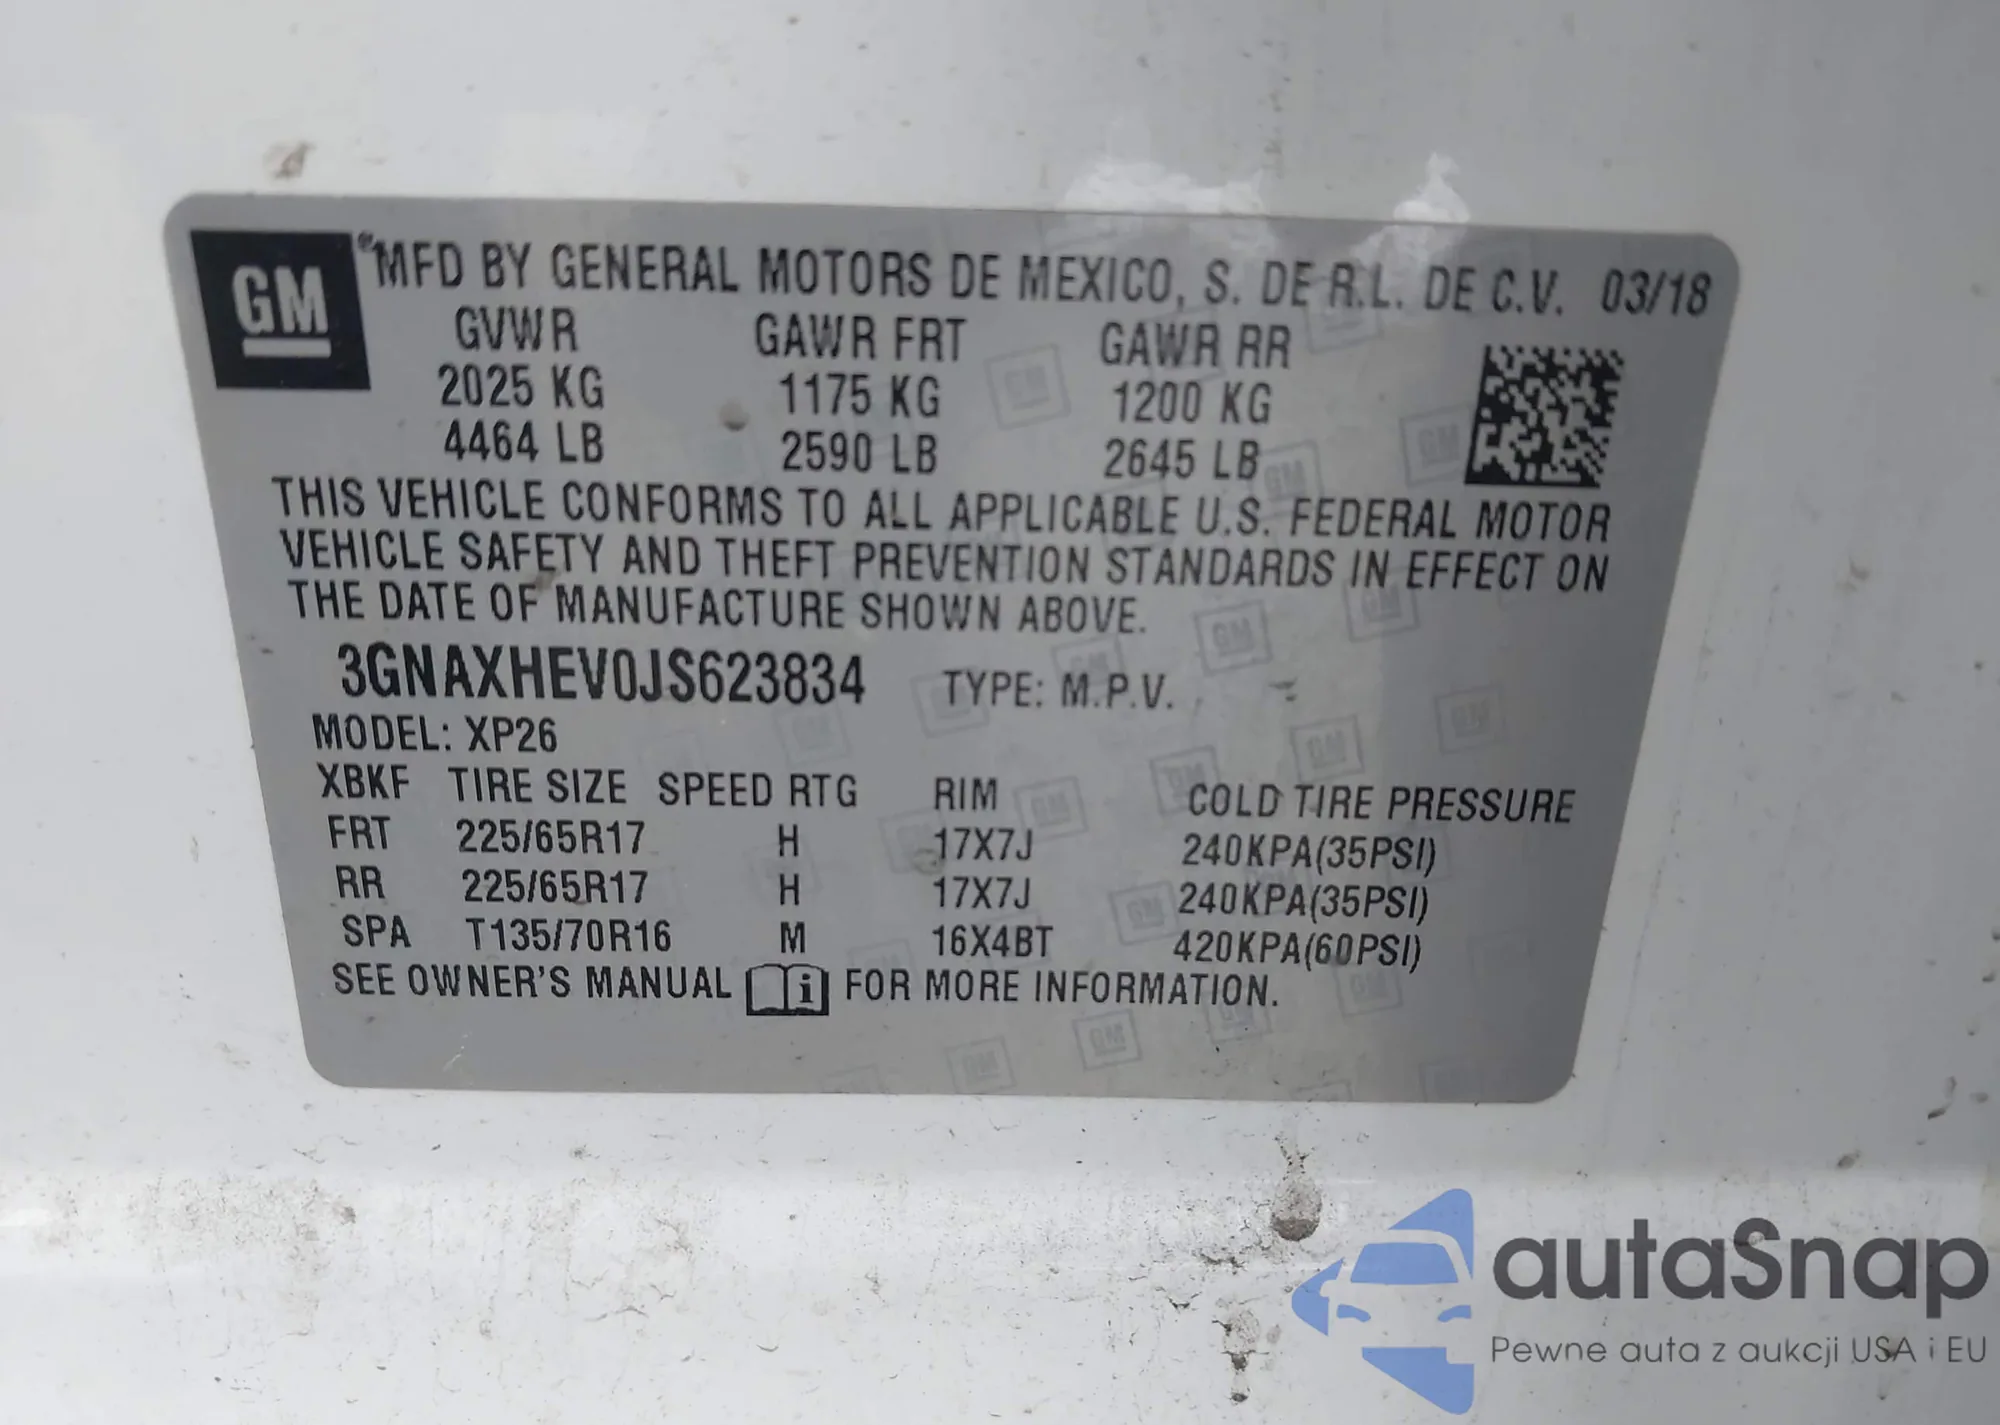 GM
®MFD BY GENERAL MOTORS DE MEXICO, S. DE R.L. DE C.V. 03/18
GVWR GAWR FRT GAWR RR
2025 KG 1175 KG 1200 KG
4464 LB 2590 LB 2645 LB
THIS VEHICLE CONFORMS TO ALL APPLICABLE U.S. FEDERAL MOTOR
VEHICLE SAFETY AND THEFT PREVENTION STANDARDS IN EFFECT ON
THE DATE OF MANUFACTURE SHOWN ABOVE.
3GNAXHEV0JS623834 TYPE: M.P.V.
MODEL: XP26
XBKF TIRE SIZE SPEED RTG RIM COLD TIRE PRESSURE
FRT 225/65R17 H 17X7J 240KPA(35PSI)
RR 225/65R17 H 17X7J 240KPA(35PSI)
SPA T135/70R16 M 16X4BT 420KPA(60PSI)
SEE OWNER'S MANUAL i FOR MORE INFORMATION.
autaSnap
Pewne auta z aukcji USA i EU